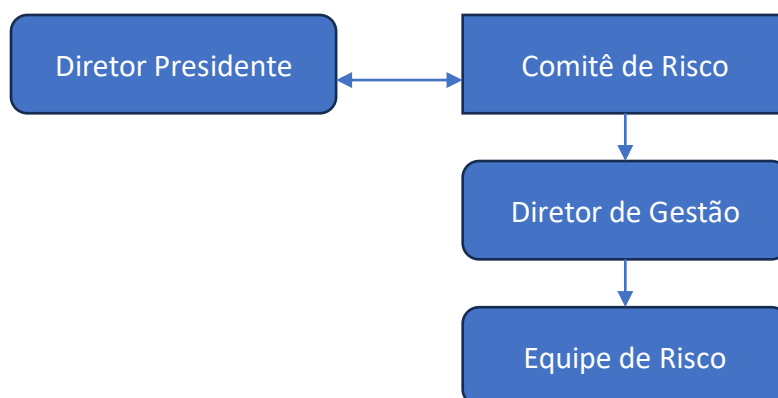 Diretor Presidente
Comitê de Risco
Diretor de Gestão
Equipe de Risco